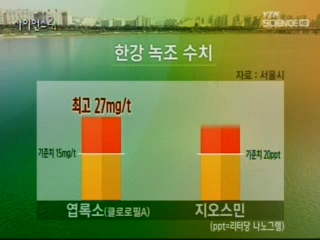 사이언스
YTN
SCIENCE HD
한강 녹조 수치
자료 : 서울시
최고 27mg/t
기준치 15mg/t
기준치 20ppt
엽록소(클로로필A)
지오스민
(ppt=리터당 나노그램)